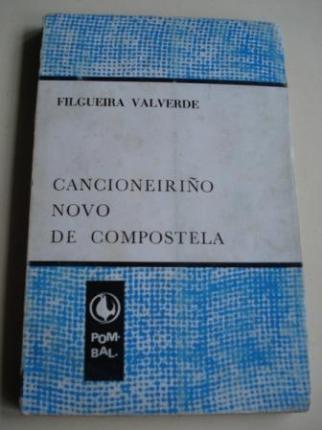 FILGUEIRA VALVERDE
CANCIONEIRIÑO
NOVO
DE COMPOSTELA
POM-
BAL.